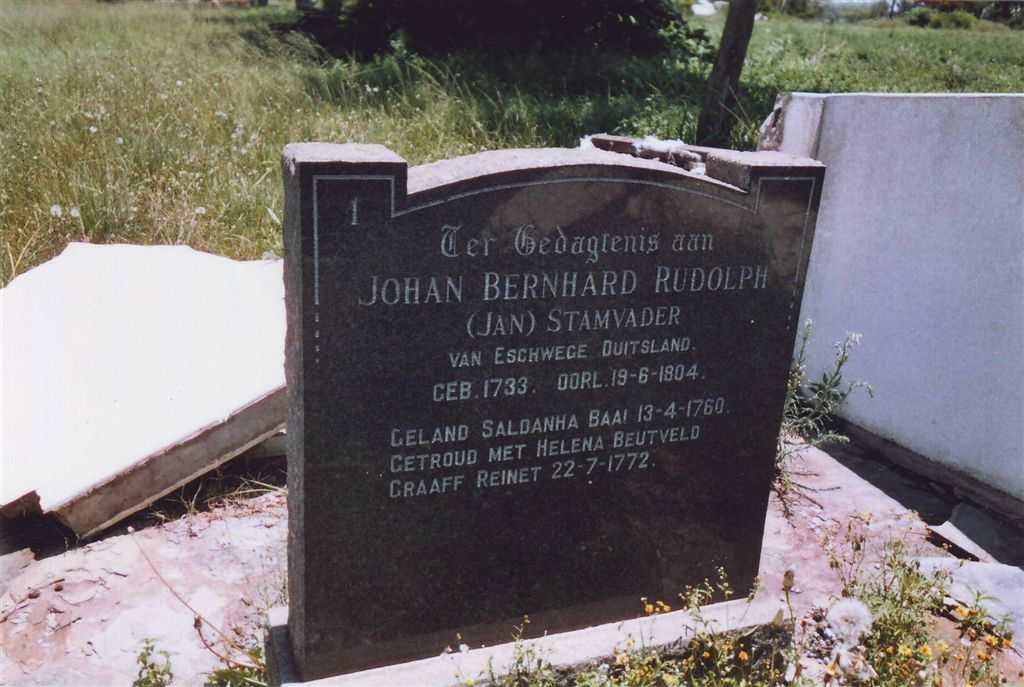 1
Ter Gedagtenis aan
JOHAN BERNHARD RUDOLPH
(JAN) STAMVADER
VAN ESCHWEGE DUITSLAND.
GEB. 1733. OORL. 19-6-1804.
GELAND SALDANHA BAAI 13-4-1760.
GETROUD MET HELENA BEUTVELD
GRAAFF REINET 22-7-1772.